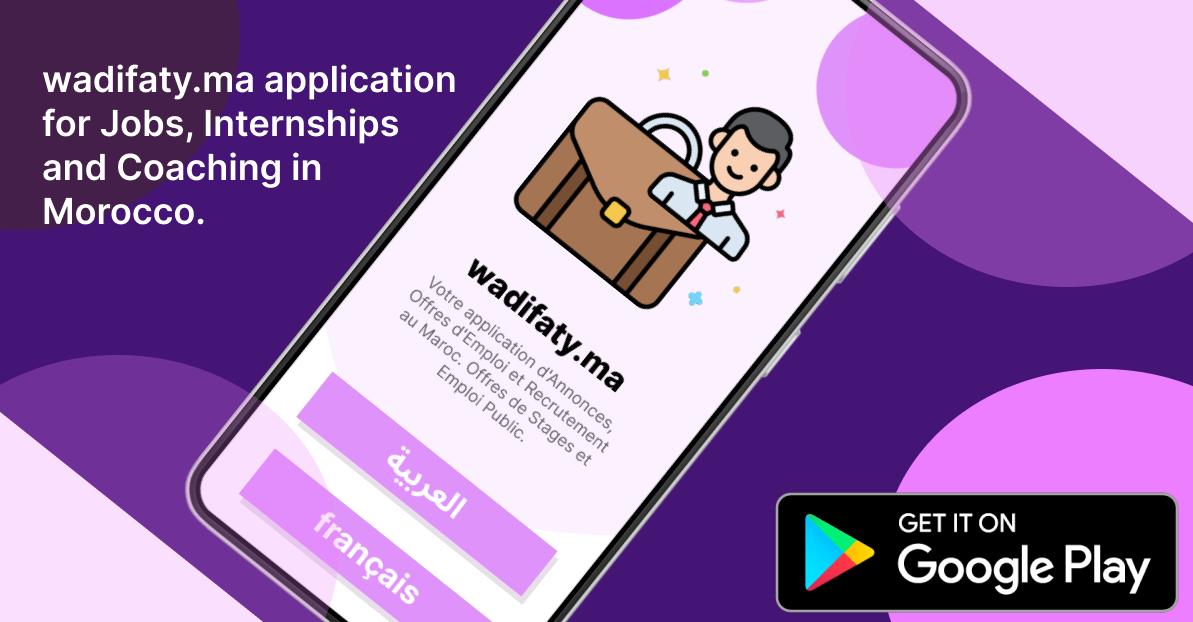 wadifaty.ma application
for Jobs, Internships
and Coaching in
Morocco.
wadifaty.ma
Votre application d'Annonces,
Offres d'Emploi et Recrutement
au Maroc. Offres de Stages et
Emploi Public.
العربية
français
GET IT ON
Google Play